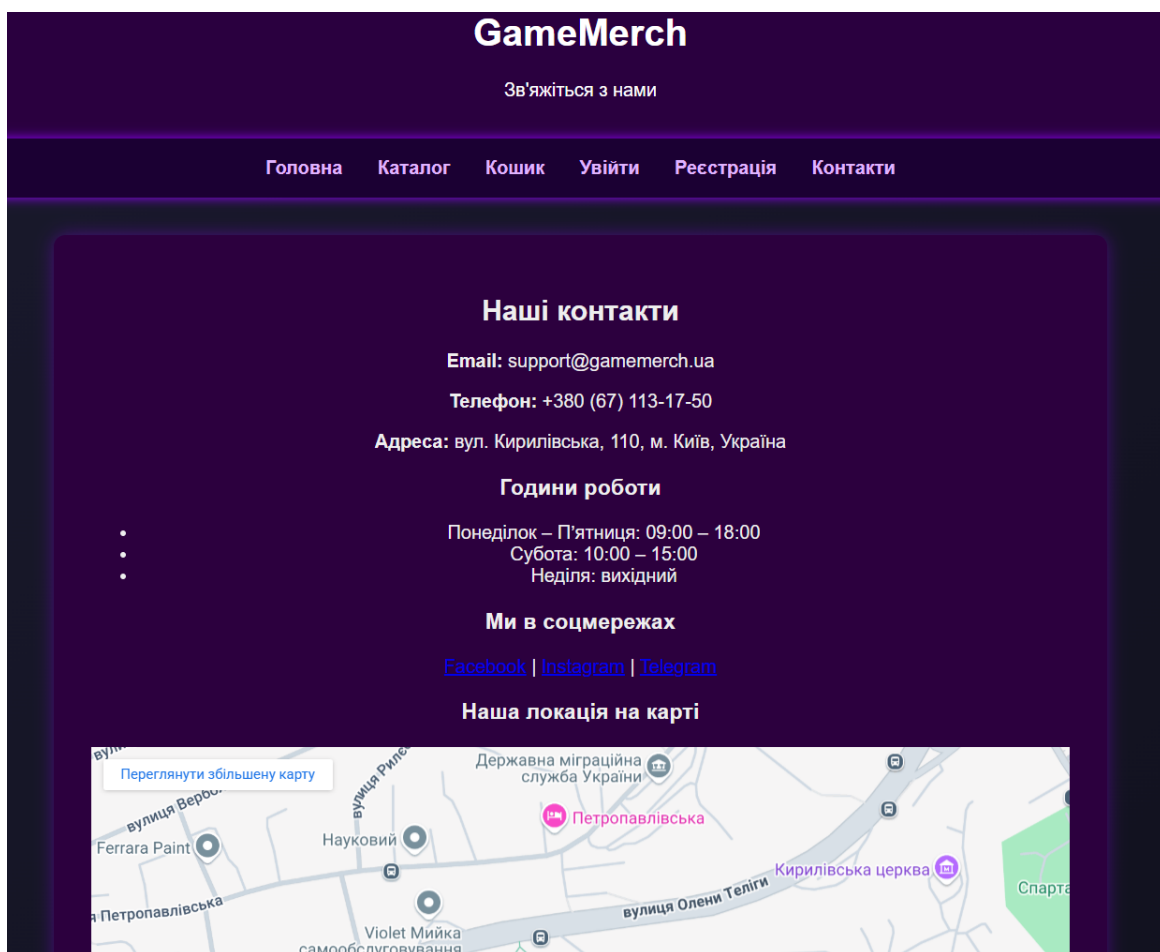 GameMerch
Зв'яжіться з нами
Головна Каталог Кошик Увійти Реєстрація Контакти
Наші контакти
Email: support@gamemerch.ua
Телефон: +380 (67) 113-17-50
Адреса: вул. Кирилівська, 110, м. Київ, Україна
Години роботи
Понеділок – П'ятниця: 09:00 – 18:00
Субота: 10:00 – 15:00
Неділя: вихідний
Ми в соцмережах
Facebook | Instagram | Telegram
Наша локація на карті
Переглянути збільшену карту
Державна міграційна
служба України
вулиця
Петропавлівська
Науковий
Ferrara Paint
Кирилівська церква
вулиця Олени Теліги
Петропавлівська
Violet Мийка
самообслуговування